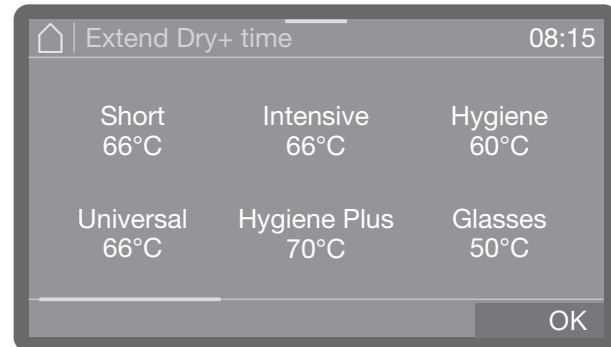 Extend Dry+ time
08:15
Short
66°C
Intensive
66°C
Hygiene
60°C
Universal
66°C
Hygiene Plus
70°C
Glasses
50°C
OK